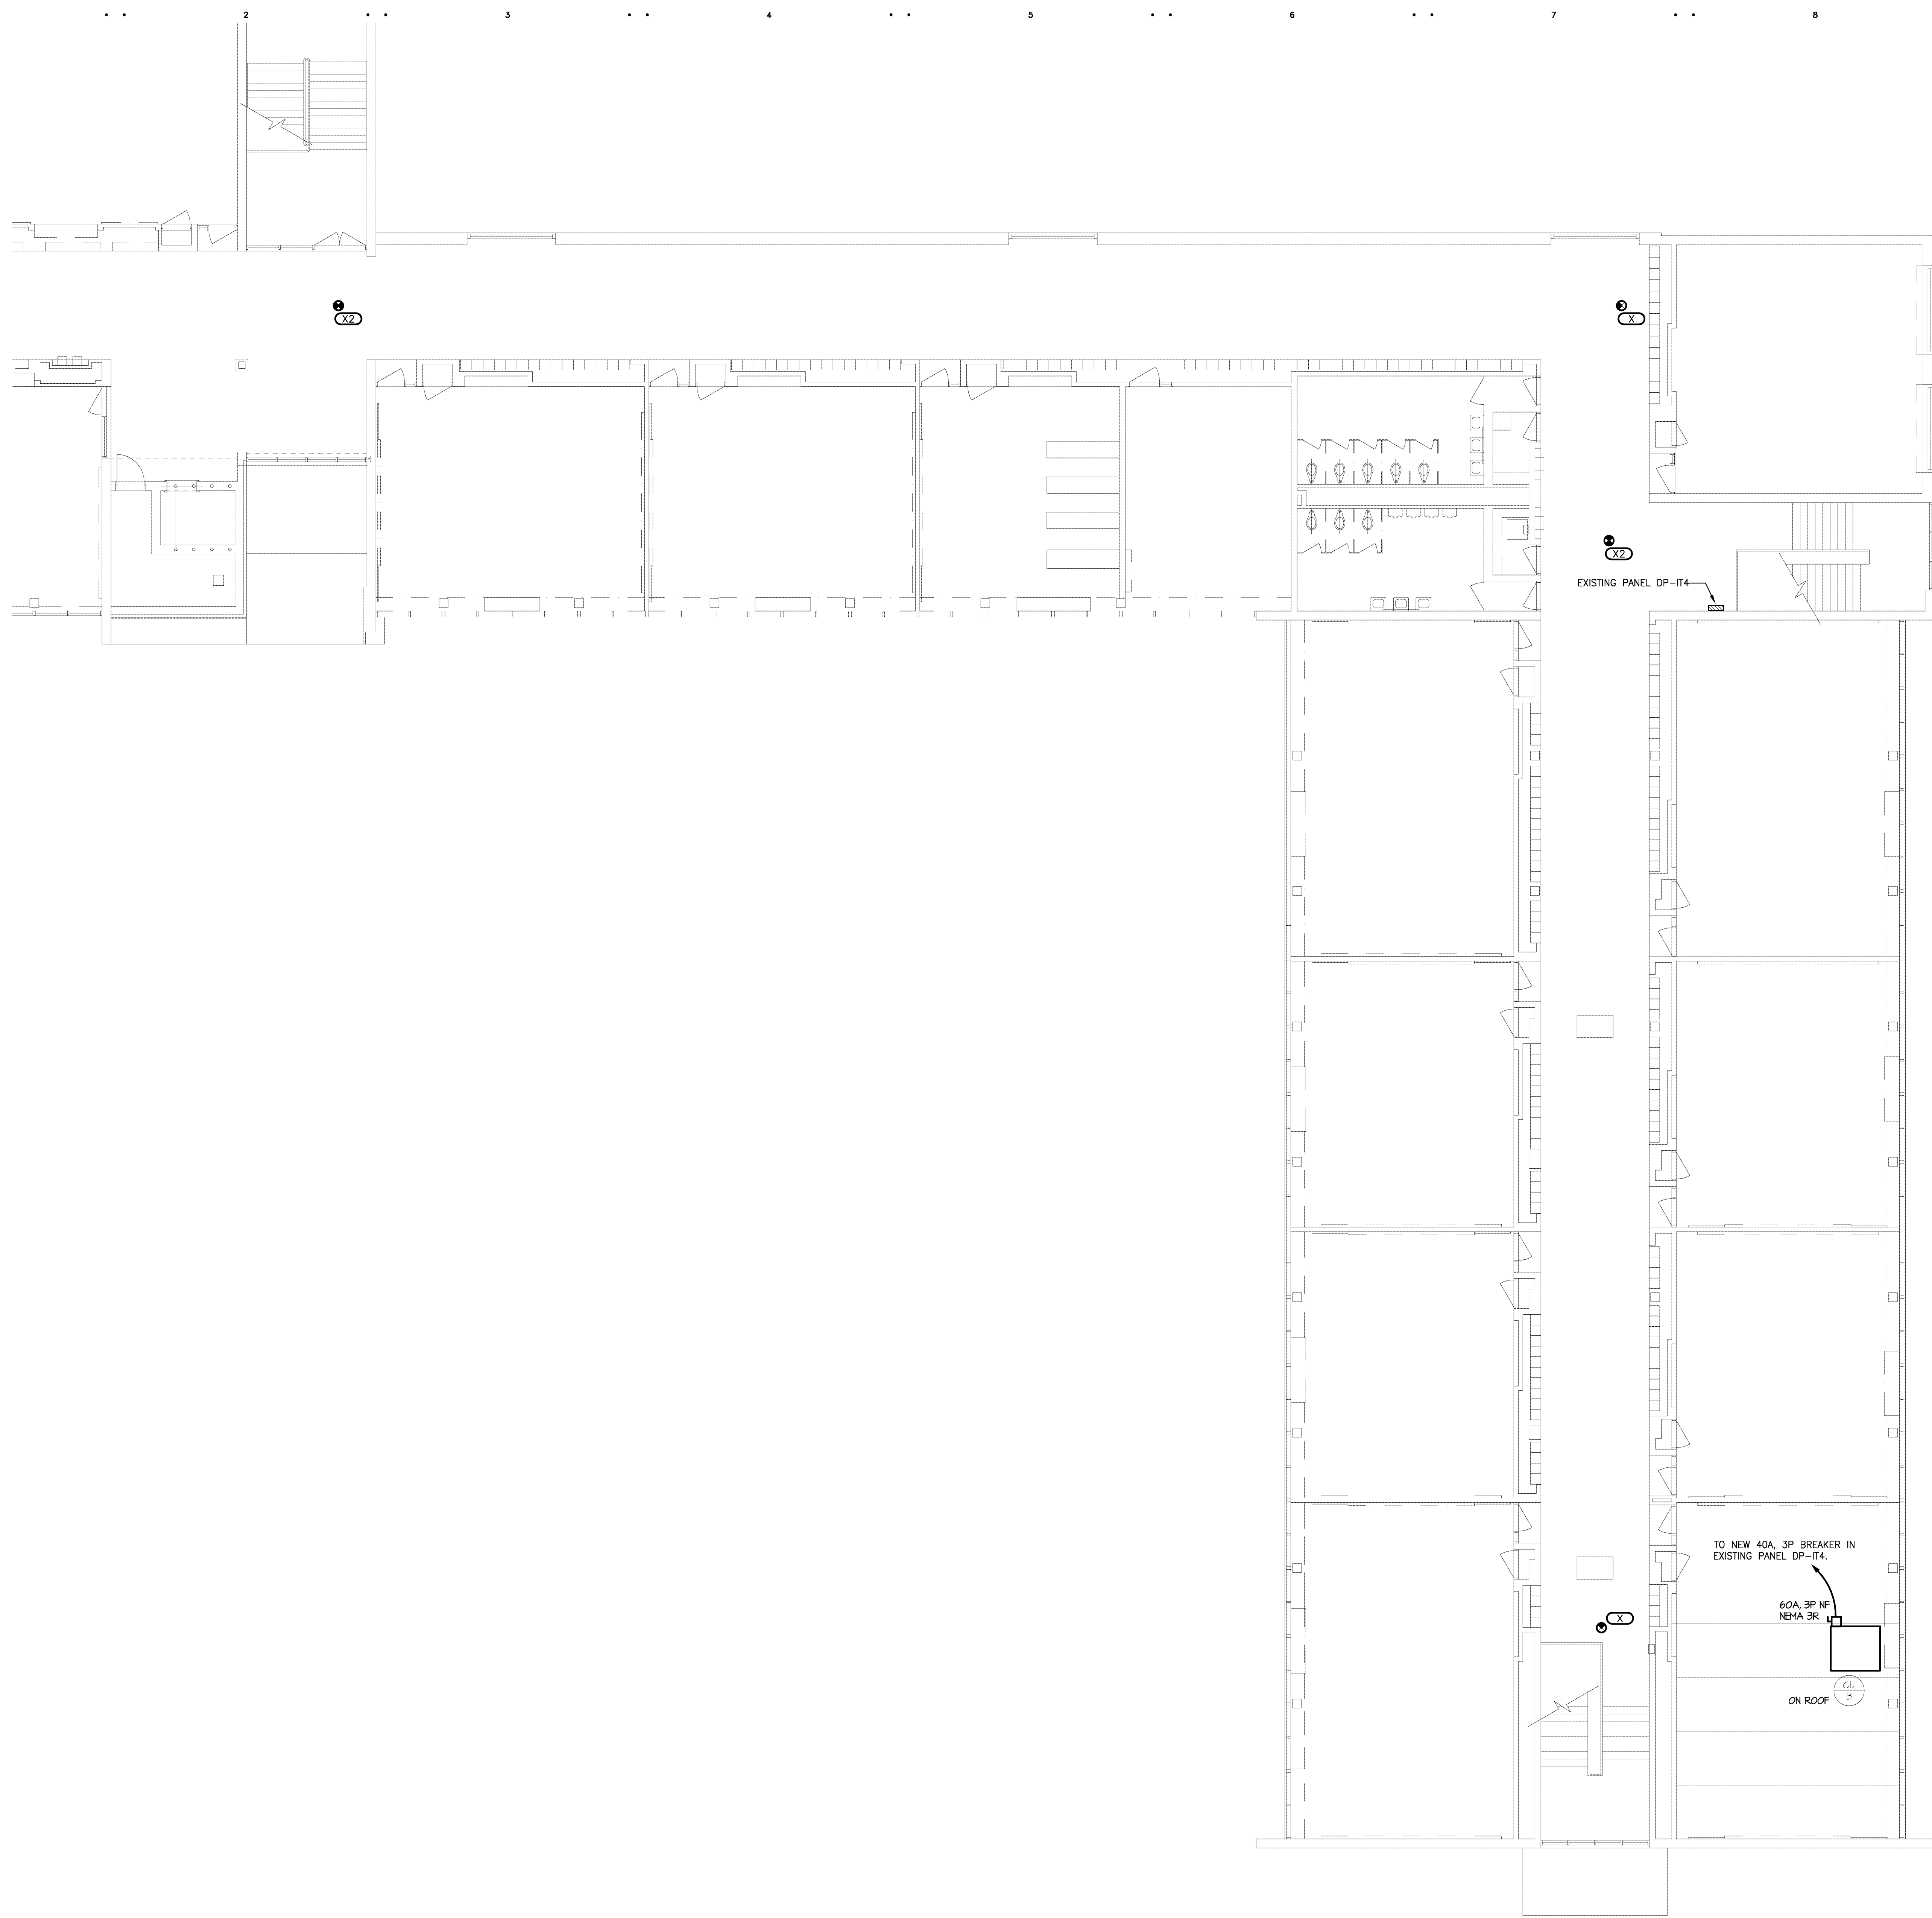 2 3 4 5 6 7 8
X2
X
X2
EXISTING PANEL DP-IT4
TO NEW 40A, 3P BREAKER IN
EXISTING PANEL DP-IT4.
60A, 3P NF
NEMA 3R
X
CU
3
ON ROOF